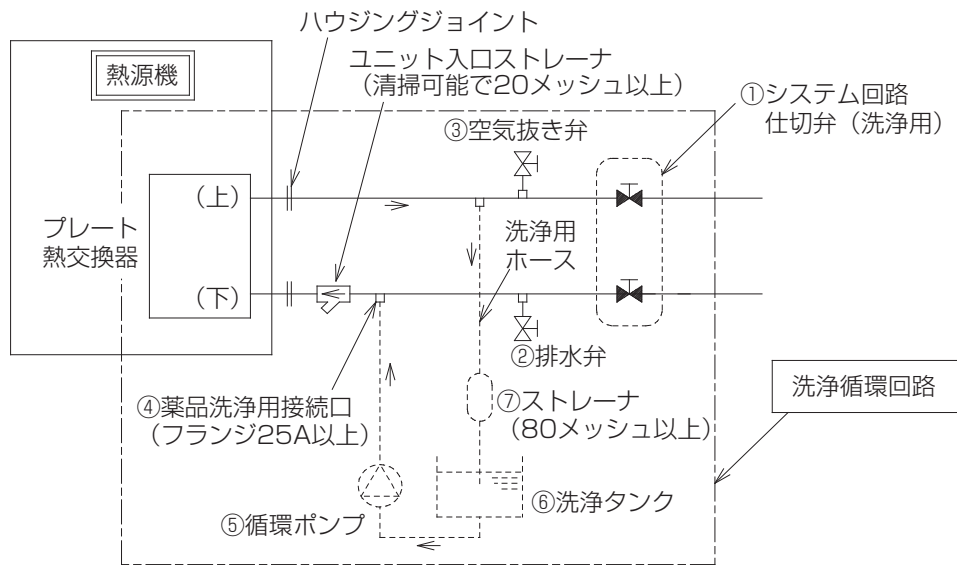 ハウジングジョイント
熱源機
ユニット入口ストレーナ
（清掃可能で20メッシュ以上）
①システム回路
仕切弁（洗浄用）
③空気抜き弁
（上）
プレート
熱交換器
洗浄用
ホース
（下）
②排水弁
洗浄循環回路
④薬品洗浄用接続口
（フランジ25A以上）
⑦ストレーナ
（80メッシュ以上）
⑥洗浄タンク
⑤循環ポンプ